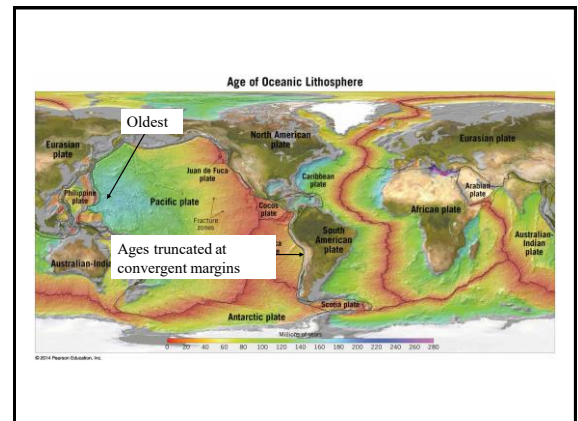 Age of Oceanic Lithosphere
Oldest
North American
plate
Eurasian
plate
Eurasian plate
Juan de Fuca
plate
Caribbean
plate
Arabian
plate
Philippine
plate
Pacific plate
Cocos
plate
African plate
Fracture
zones
South
American
plate
Ages truncated at
convergent margins
Australian-
Indian
plate
Scotia plate
Antarctic plate
Millions of years
0 20 40 60 80 100 120 140 160 180 200 220 240 260 280
© 2014 Pearson Education, Inc.